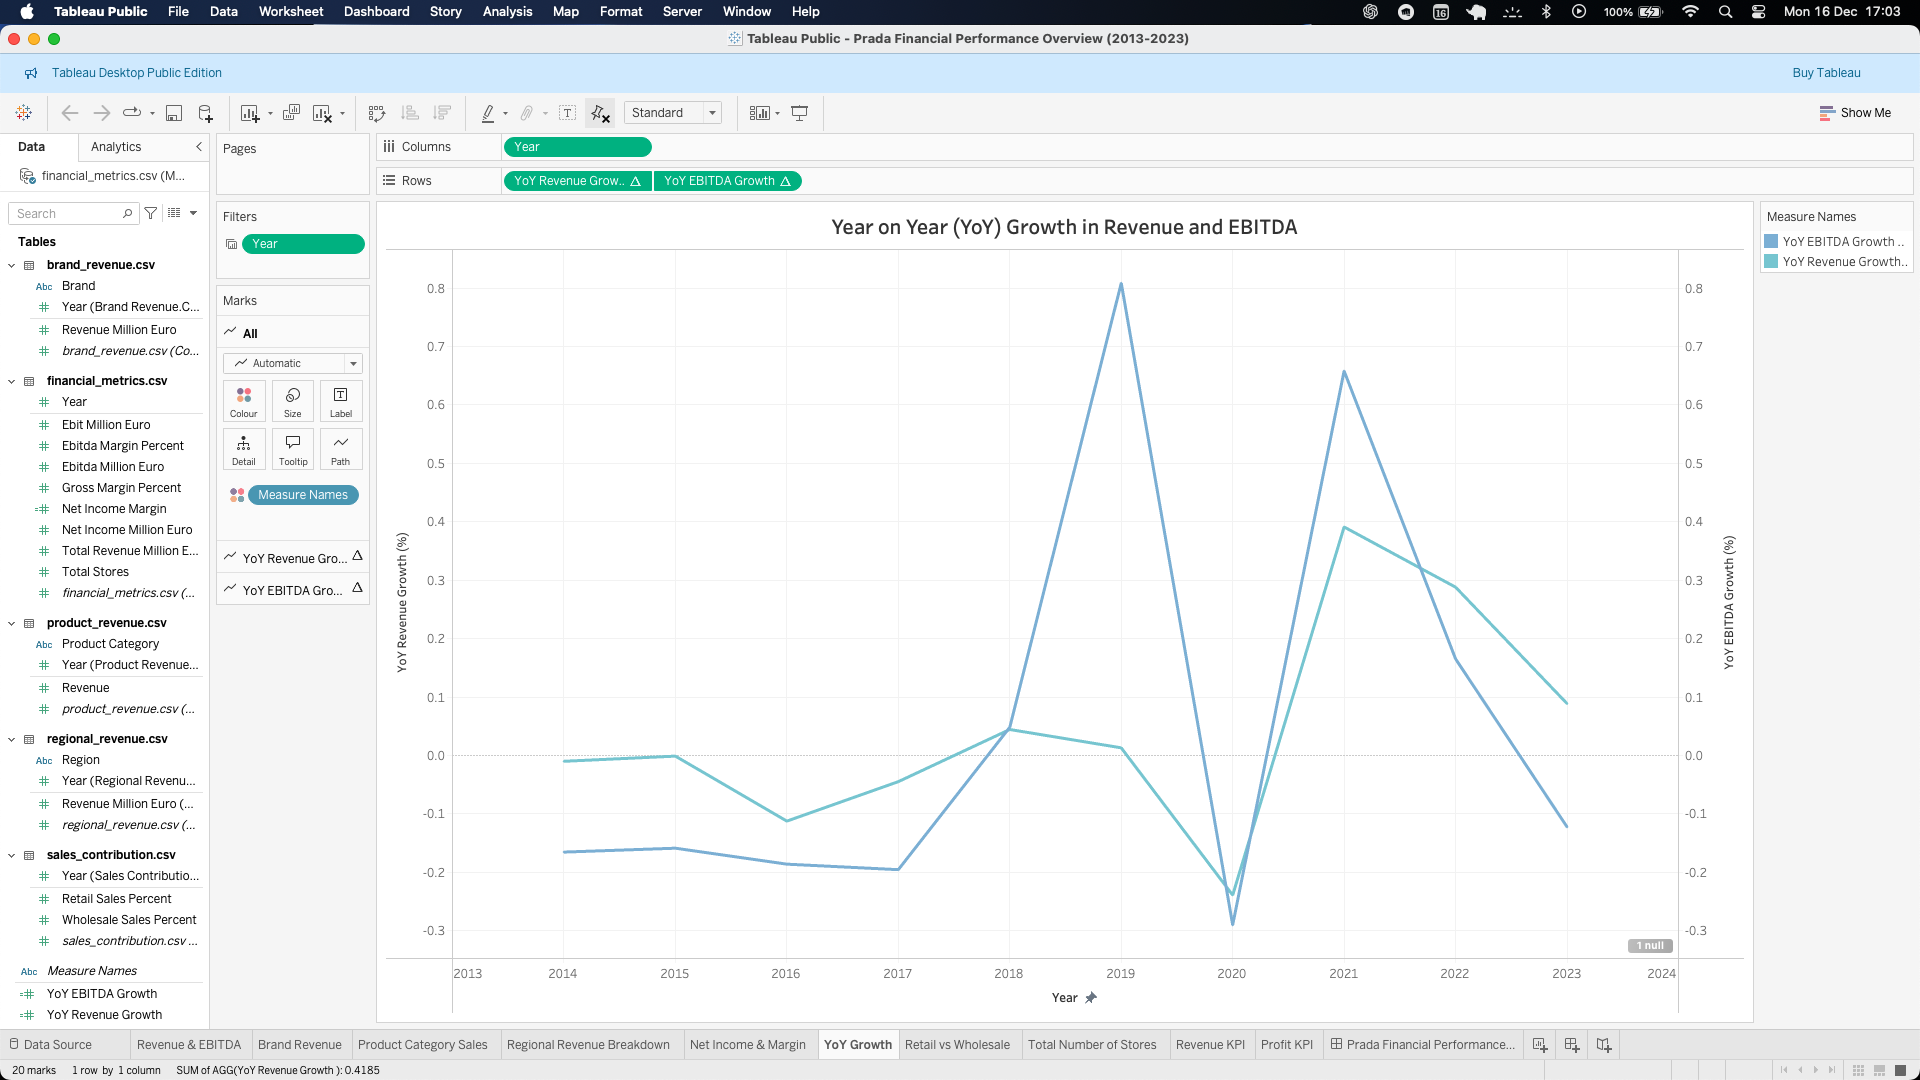 Tableau Public File Data Worksheet Dashboard Story Analysis Map Format Server Window Help 16 100% Mon 16 Dec 17:03
Tableau Public - Prada Financial Performance Overview (2013-2023)
Tableau Desktop Public Edition Buy Tableau
Standard Show Me
Data Analytics
financial_metrics.csv (M...
Search
Tables
brand_revenue.csv
Abc Brand
Year (Brand Revenue.C...
Revenue Million Euro
brand_revenue.csv (Co...
financial_metrics.csv
Year
Ebit Million Euro
Ebitda Margin Percent
Ebitda Million Euro
Gross Margin Percent
Net Income Margin
Net Income Million Euro
Total Revenue Million E...
Total Stores
financial_metrics.csv (...
product_revenue.csv
Abc Product Category
Year (Product Revenue...
Revenue
product_revenue.csv (...
regional_revenue.csv
Abc Region
Year (Regional Revenu...
Revenue Million Euro (...
regional_revenue.csv (...
sales_contribution.csv
Year (Sales Contributio...
Retail Sales Percent
Wholesale Sales Percent
sales_contribution.csv ...
Abc Measure Names
YoY EBITDA Growth
YoY Revenue Growth
Pages
Filters
Year
Marks
All
Automatic
Colour Size Label
Detail Tooltip Path
Measure Names
YoY Revenue Gro... Δ
YoY EBITDA Gro... Δ
Columns Year
Rows YoY Revenue Grow.. Δ YoY EBITDA Growth Δ
Year on Year (YoY) Growth in Revenue and EBITDA
YoY Revenue Growth (%)
0.8
0.7
0.6
0.5
0.4
0.3
0.2
0.1
0.0
-0.1
-0.2
-0.3
0.8
0.7
0.6
0.5
0.4
0.3
0.2
0.1
0.0
-0.1
-0.2
-0.3
YoY EBITDA Growth (%)
1 null
2013 2014 2015 2016 2017 2018 2019 2020 2021 2022 2023 2024
Year
Measure Names
YoY EBITDA Growth ..
YoY Revenue Growth..
Data Source Revenue & EBITDA Brand Revenue Product Category Sales Regional Revenue Breakdown Net Income & Margin YoY Growth Retail vs Wholesale Total Number of Stores Revenue KPI Profit KPI Prada Financial Performance...
20 marks 1 row by 1 column SUM of AGG(YoY Revenue Growth ): 0.4185